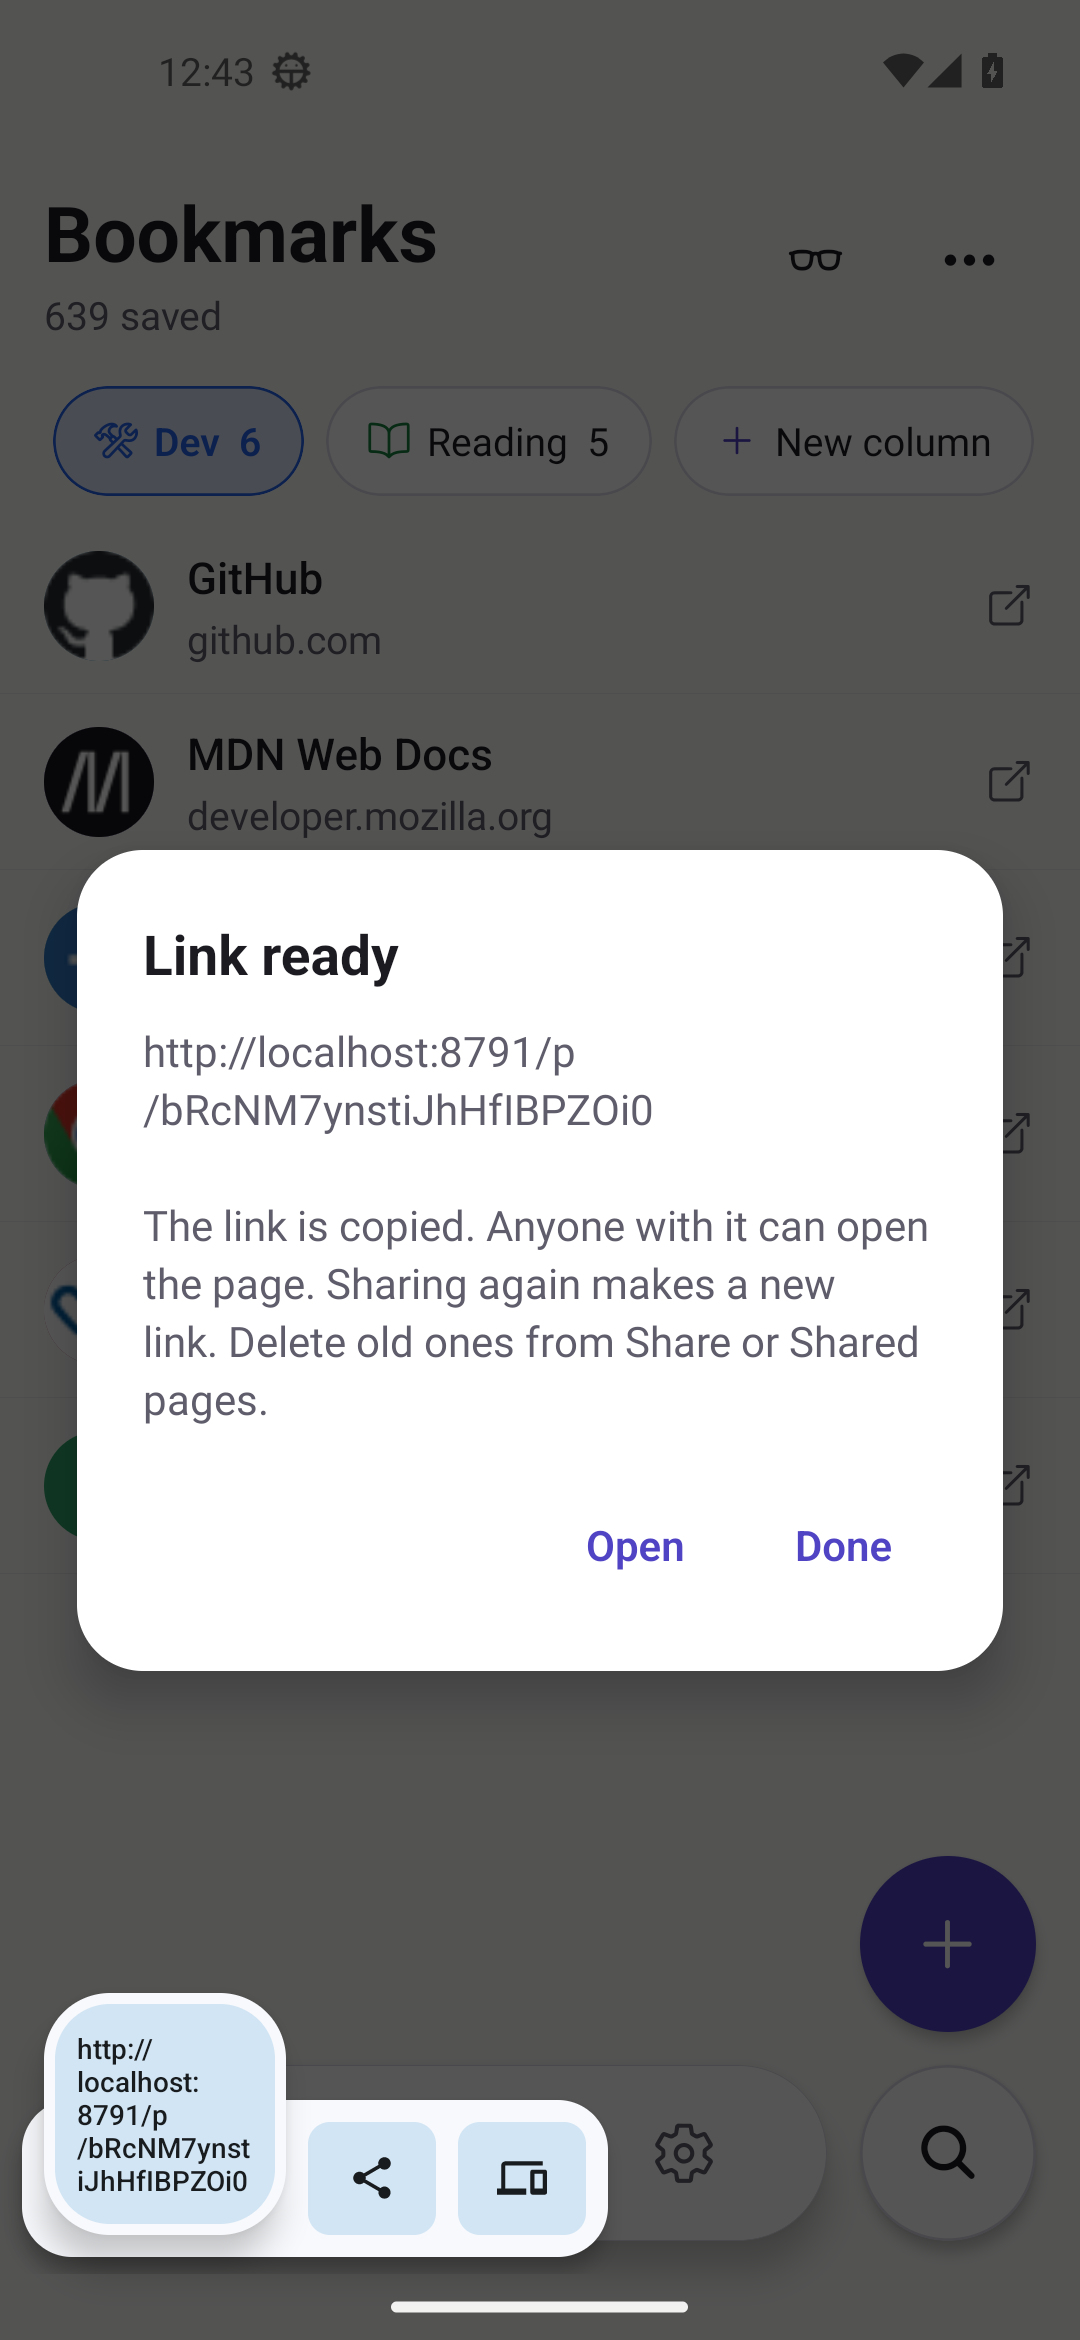 12:43
Bookmarks
639 saved
Dev 6
Reading 5
New column
GitHub
github.com
MDN Web Docs
developer.mozilla.org
Link ready
http://localhost:8791/p
/bRcNM7ynstiJhHfIBPZOi0
The link is copied. Anyone with it can open
the page. Sharing again makes a new
link. Delete old ones from Share or Shared
pages.
Open
Done
http://
localhost:
8791/p
/bRcNM7ynst
iJhHfIBPZOi0